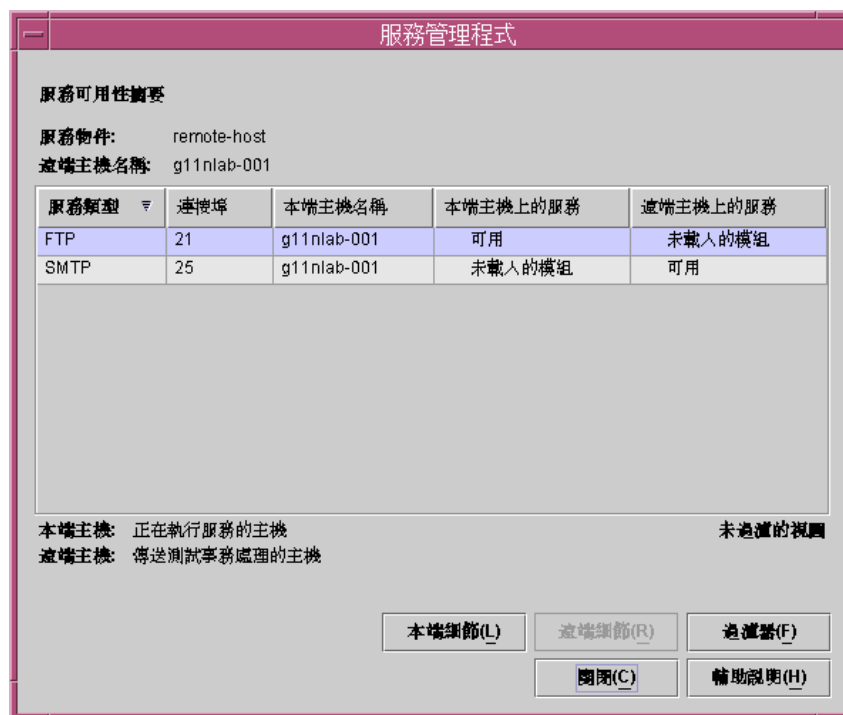 服務管理程式
服務可用性摘要
服務物件: remote-host
遠端主機名稱: g11nlab-001
服務類型 連接埠 本端主機名稱 本端主機上的服務 遠端主機上的服務
FTP 21 g11nlab-001 可用 未載入的模組
SMTP 25 g11nlab-001 未載入的模組 可用
本端主機: 正在執行服務的主機 未過濾的視圖
遠端主機: 傳送測試事務處理的主機
本端細節(L) 遠端細節(R) 過濾器(F)
關閉(C) 輔助說明(H)